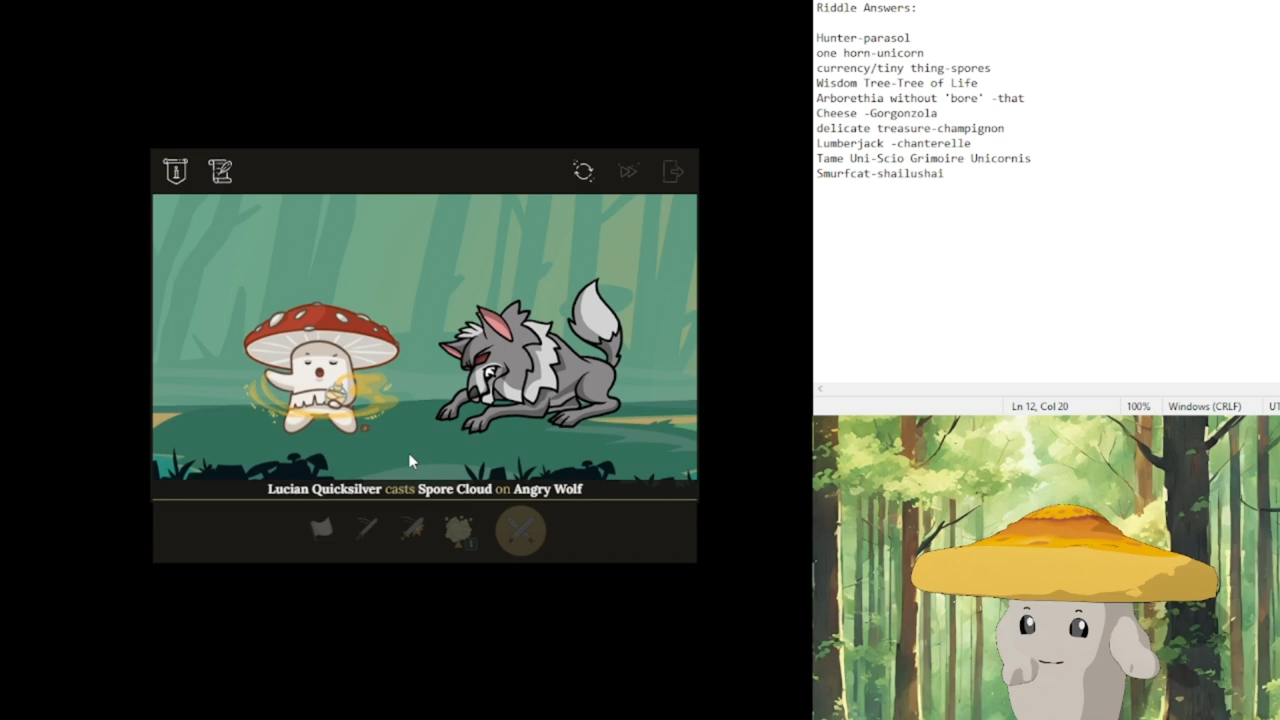 Riddle Answers:
Hunter-parasol
one horn-unicorn
currency/tiny thing-spores
Wisdom Tree-Tree of Life
Arborethia without 'bore' -that
Cheese -Gorgonzola
delicate treasure-champignon
Lumberjack -chanterelle
Tame Uni-Scio Grimoire Unicornis
Smurfcat-shailushai
Lucian Quicksilver casts Spore Cloud on Angry Wolf
Ln 12, Col 20
100%
Windows (CRLF)
UT